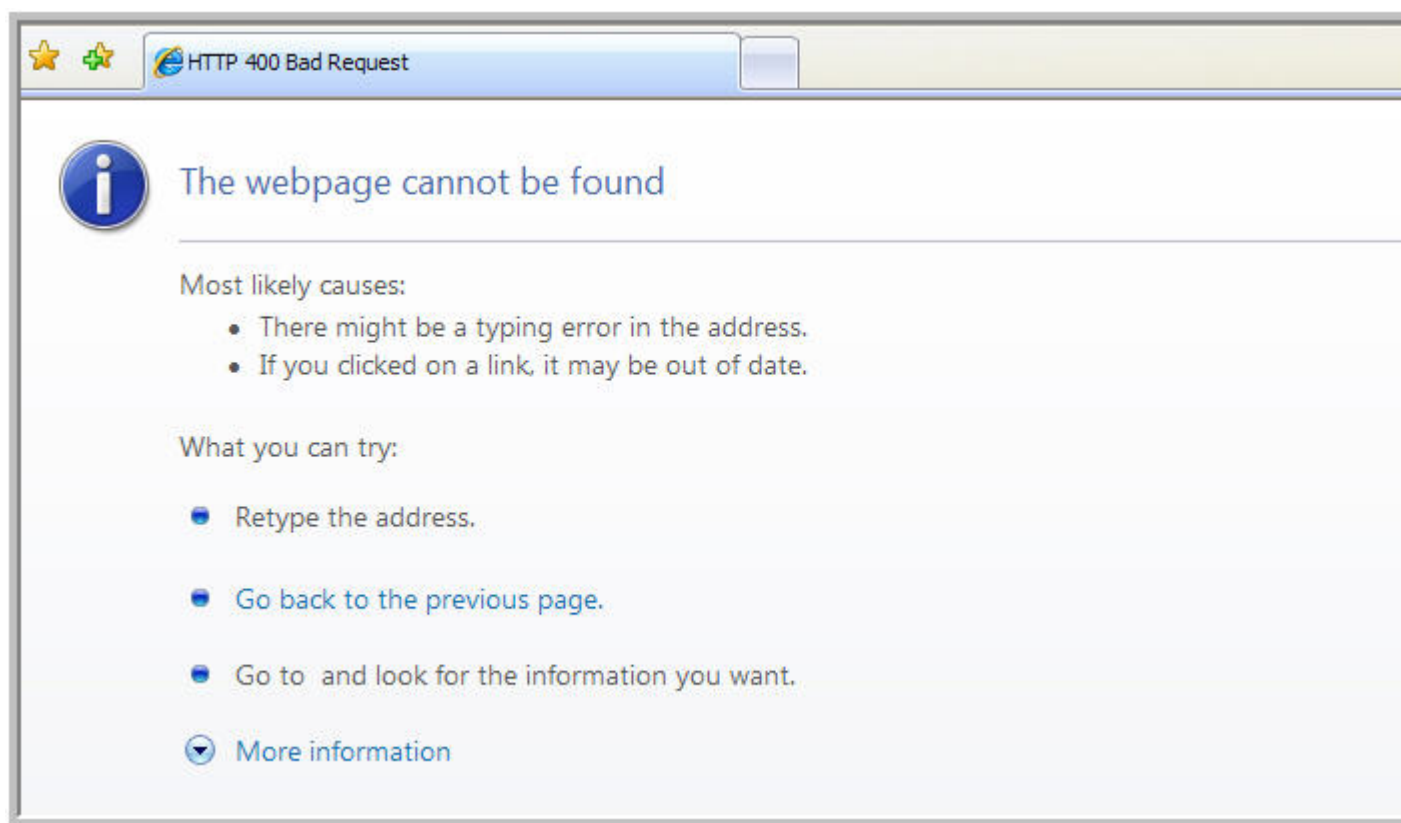 HTTP 400 Bad Request
The webpage cannot be found
Most likely causes:
• There might be a typing error in the address.
• If you clicked on a link, it may be out of date.
What you can try:
Retype the address.
Go back to the previous page.
Go to  and look for the information you want.
More information